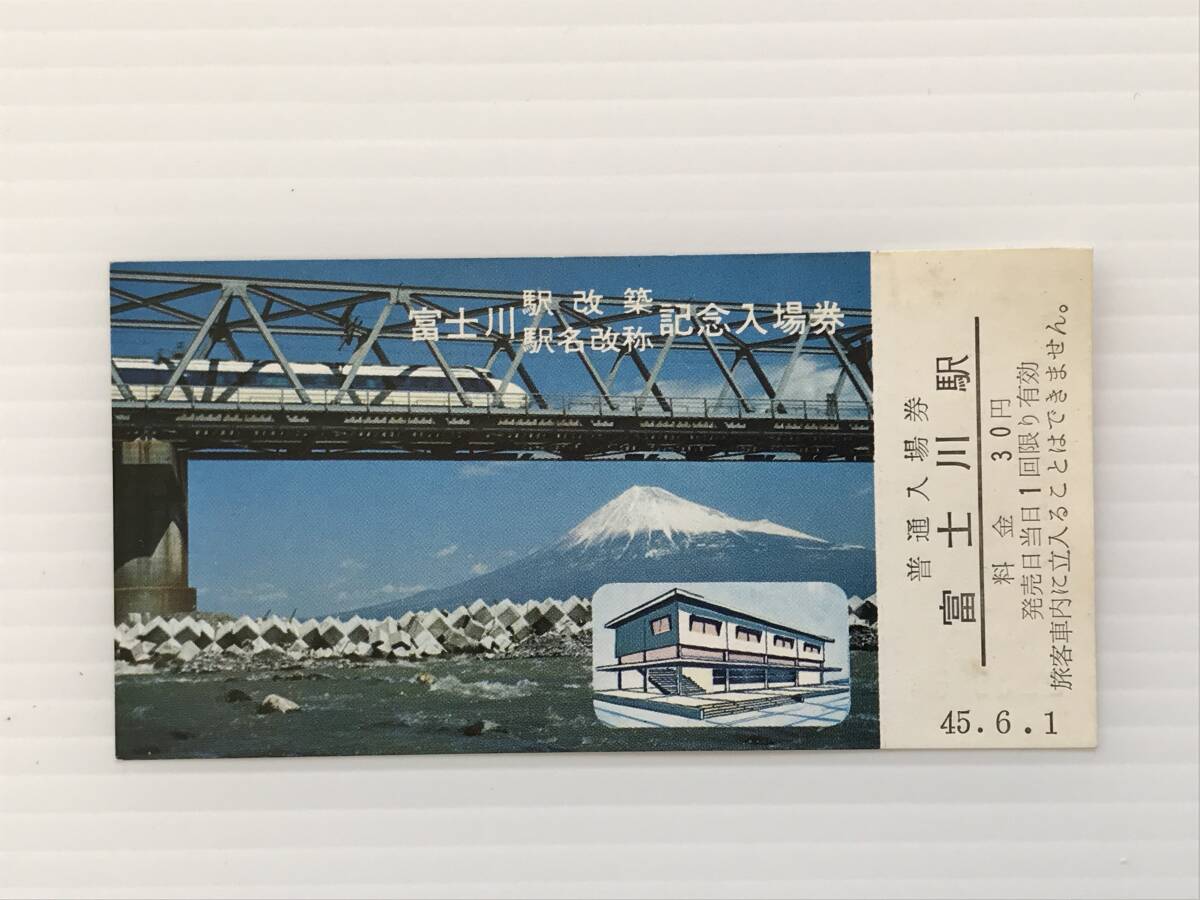 富士川 駅改築 記念入場券
駅名改称
普通入場券
富士川駅
料金 30円
発売日当日1回限り有効
旅客車内に立入ることはできません。
45.6.1